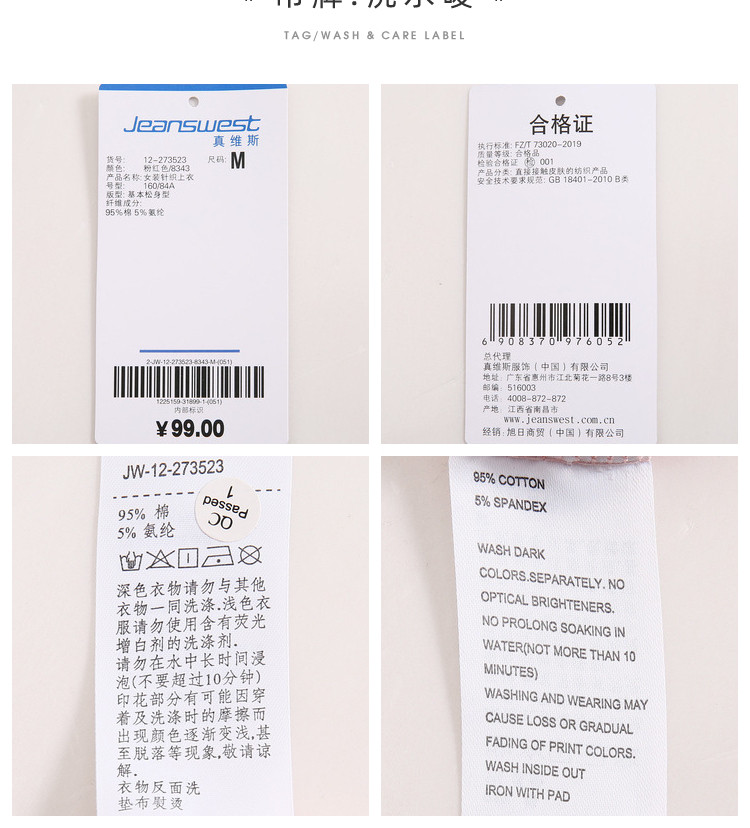 TAG/WASH & CARE LABEL
Jeanswest
真维斯
货号: 12-273523 尺码: M
颜色: 粉红色/8343
产品名称: 女装针织上衣
号型: 160/84A
版型: 基本松身型
纤维成分:
95%棉 5%氨纶
2-JW-12-273523-8343-M-(051)
1225159-31899-1-(051)
内部标识
¥99.00
合格证
执行标准: FZ/T 73020-2019
质量等级: 合格品
检验合格证 检 001
产品分类: 直接接触皮肤的纺织产品
安全技术要求规范: GB 18401-2010 B类
6 908370 976052
总代理
真维斯服饰(中国)有限公司
地址: 广东省惠州市江北菊花一路8号3楼
邮编: 516003
电话: 4008-872-872
产地: 江西省南昌市
www.jeanswest.com.cn
经销: 旭日商贸(中国)有限公司
JW-12-273523
QC
Passed
1
95% 棉
5% 氨纶
深色衣物请勿与其他
衣物一同洗涤.浅色衣
服请勿使用含有荧光
增白剂的洗涤剂.
请勿在水中长时间浸
泡(不要超过10分钟)
印花部分有可能因穿
着及洗涤时的摩擦而
出现颜色逐渐变浅,甚
至脱落等现象,敬请谅
解.
衣物反面洗
垫布熨烫
95% COTTON
5% SPANDEX
WASH DARK
COLORS.SEPARATELY. NO
OPTICAL BRIGHTENERS.
NO PROLONG SOAKING IN
WATER(NOT MORE THAN 10
MINUTES)
WASHING AND WEARING MAY
CAUSE LOSS OR GRADUAL
FADING OF PRINT COLORS.
WASH INSIDE OUT
IRON WITH PAD